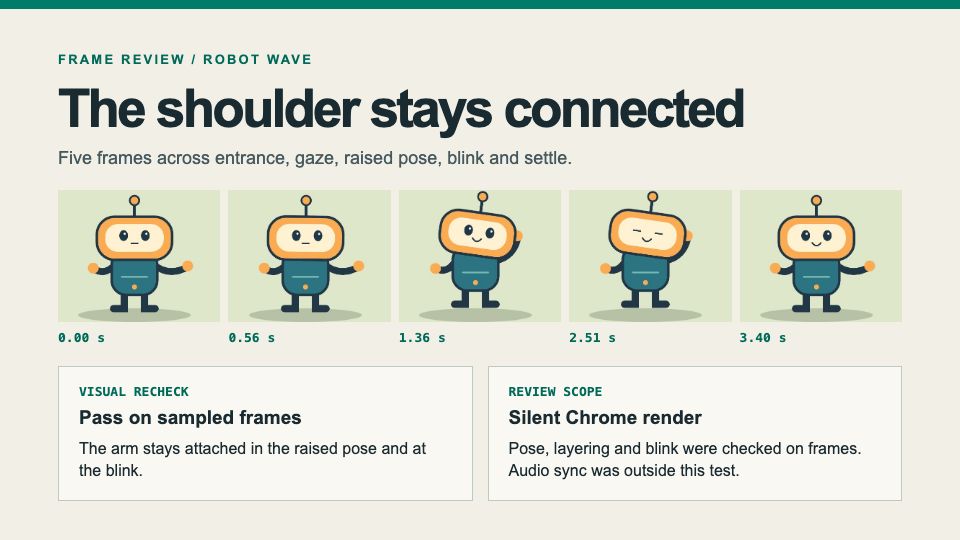 FRAME REVIEW / ROBOT WAVE
The shoulder stays connected
Five frames across entrance, gaze, raised pose, blink and settle.
0.00 s
0.56 s
1.36 s
2.51 s
3.40 s
VISUAL RECHECK
Pass on sampled frames
The arm stays attached in the raised pose and at
the blink.
REVIEW SCOPE
Silent Chrome render
Pose, layering and blink were checked on frames.
Audio sync was outside this test.